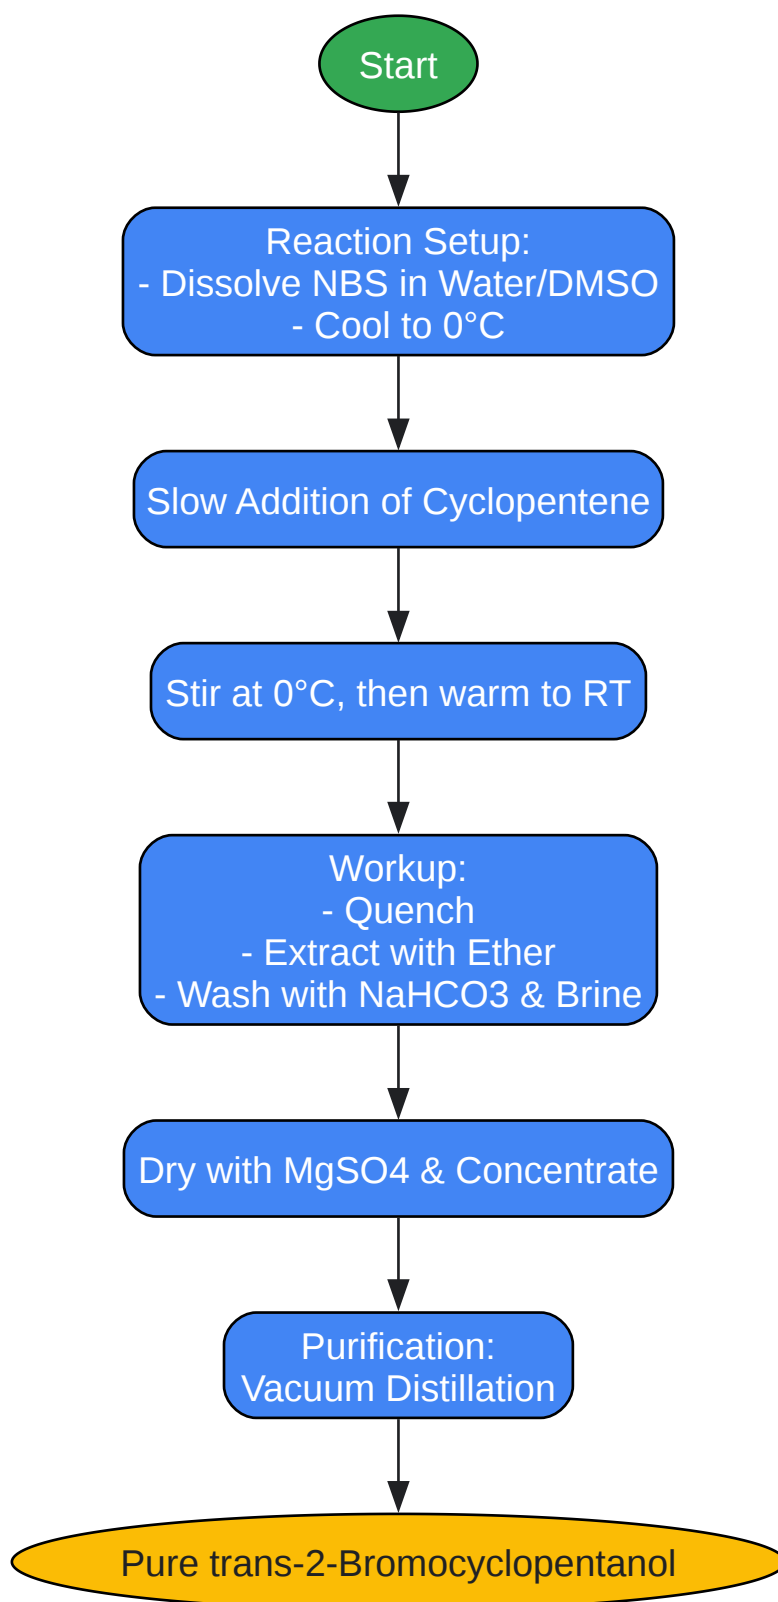 Start
Reaction Setup:
- Dissolve NBS in Water/DMSO
- Cool to 0°C
Slow Addition of Cyclopentene
Stir at 0°C, then warm to RT
Workup:
- Quench
- Extract with Ether
- Wash with NaHCO3 & Brine
Dry with MgSO4 & Concentrate
Purification:
Vacuum Distillation
Pure trans-2-Bromocyclopentanol